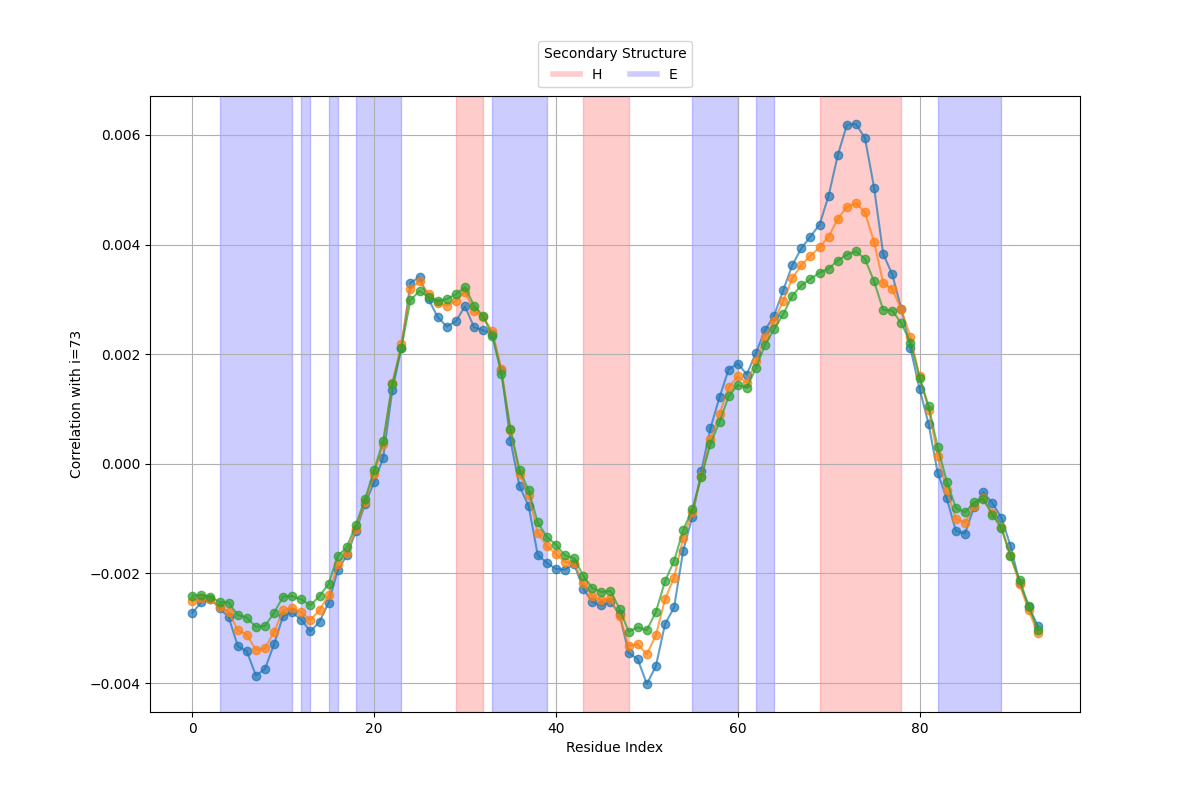 Secondary Structure
H E
0.006
0.004
0.002
0.000
−0.002
−0.004
Correlation with i=73
0 20 40 60 80
Residue Index